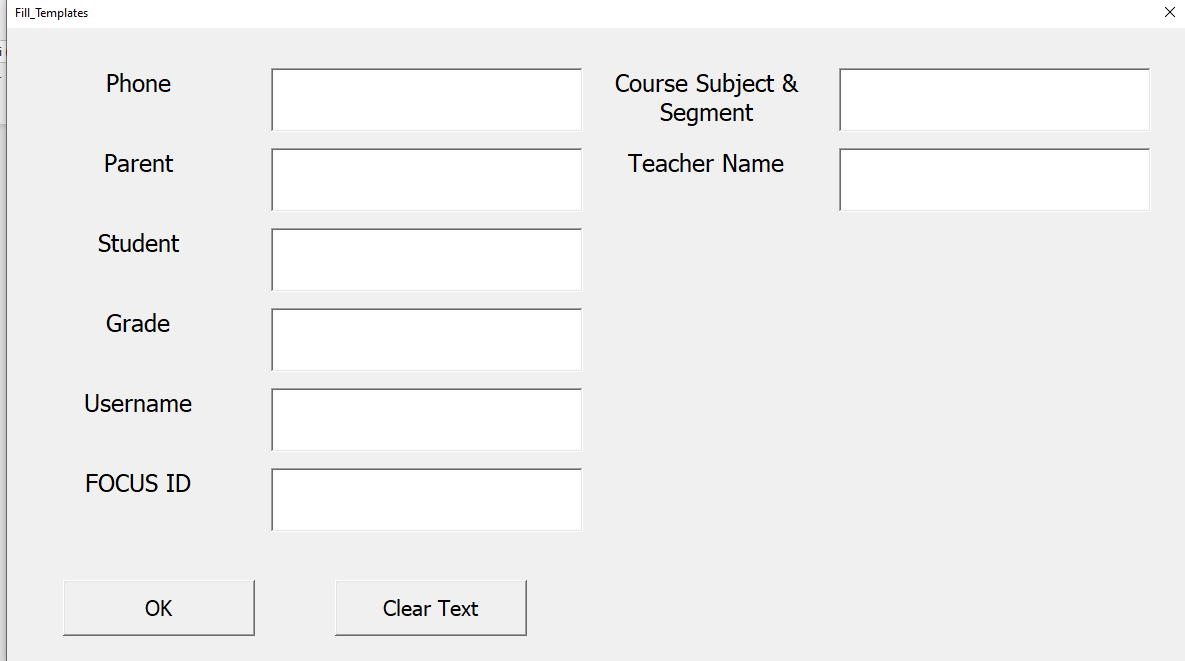 Fill_Templates
Phone
Course Subject &
Segment
Parent
Teacher Name
Student
Grade
Username
FOCUS ID
OK
Clear Text